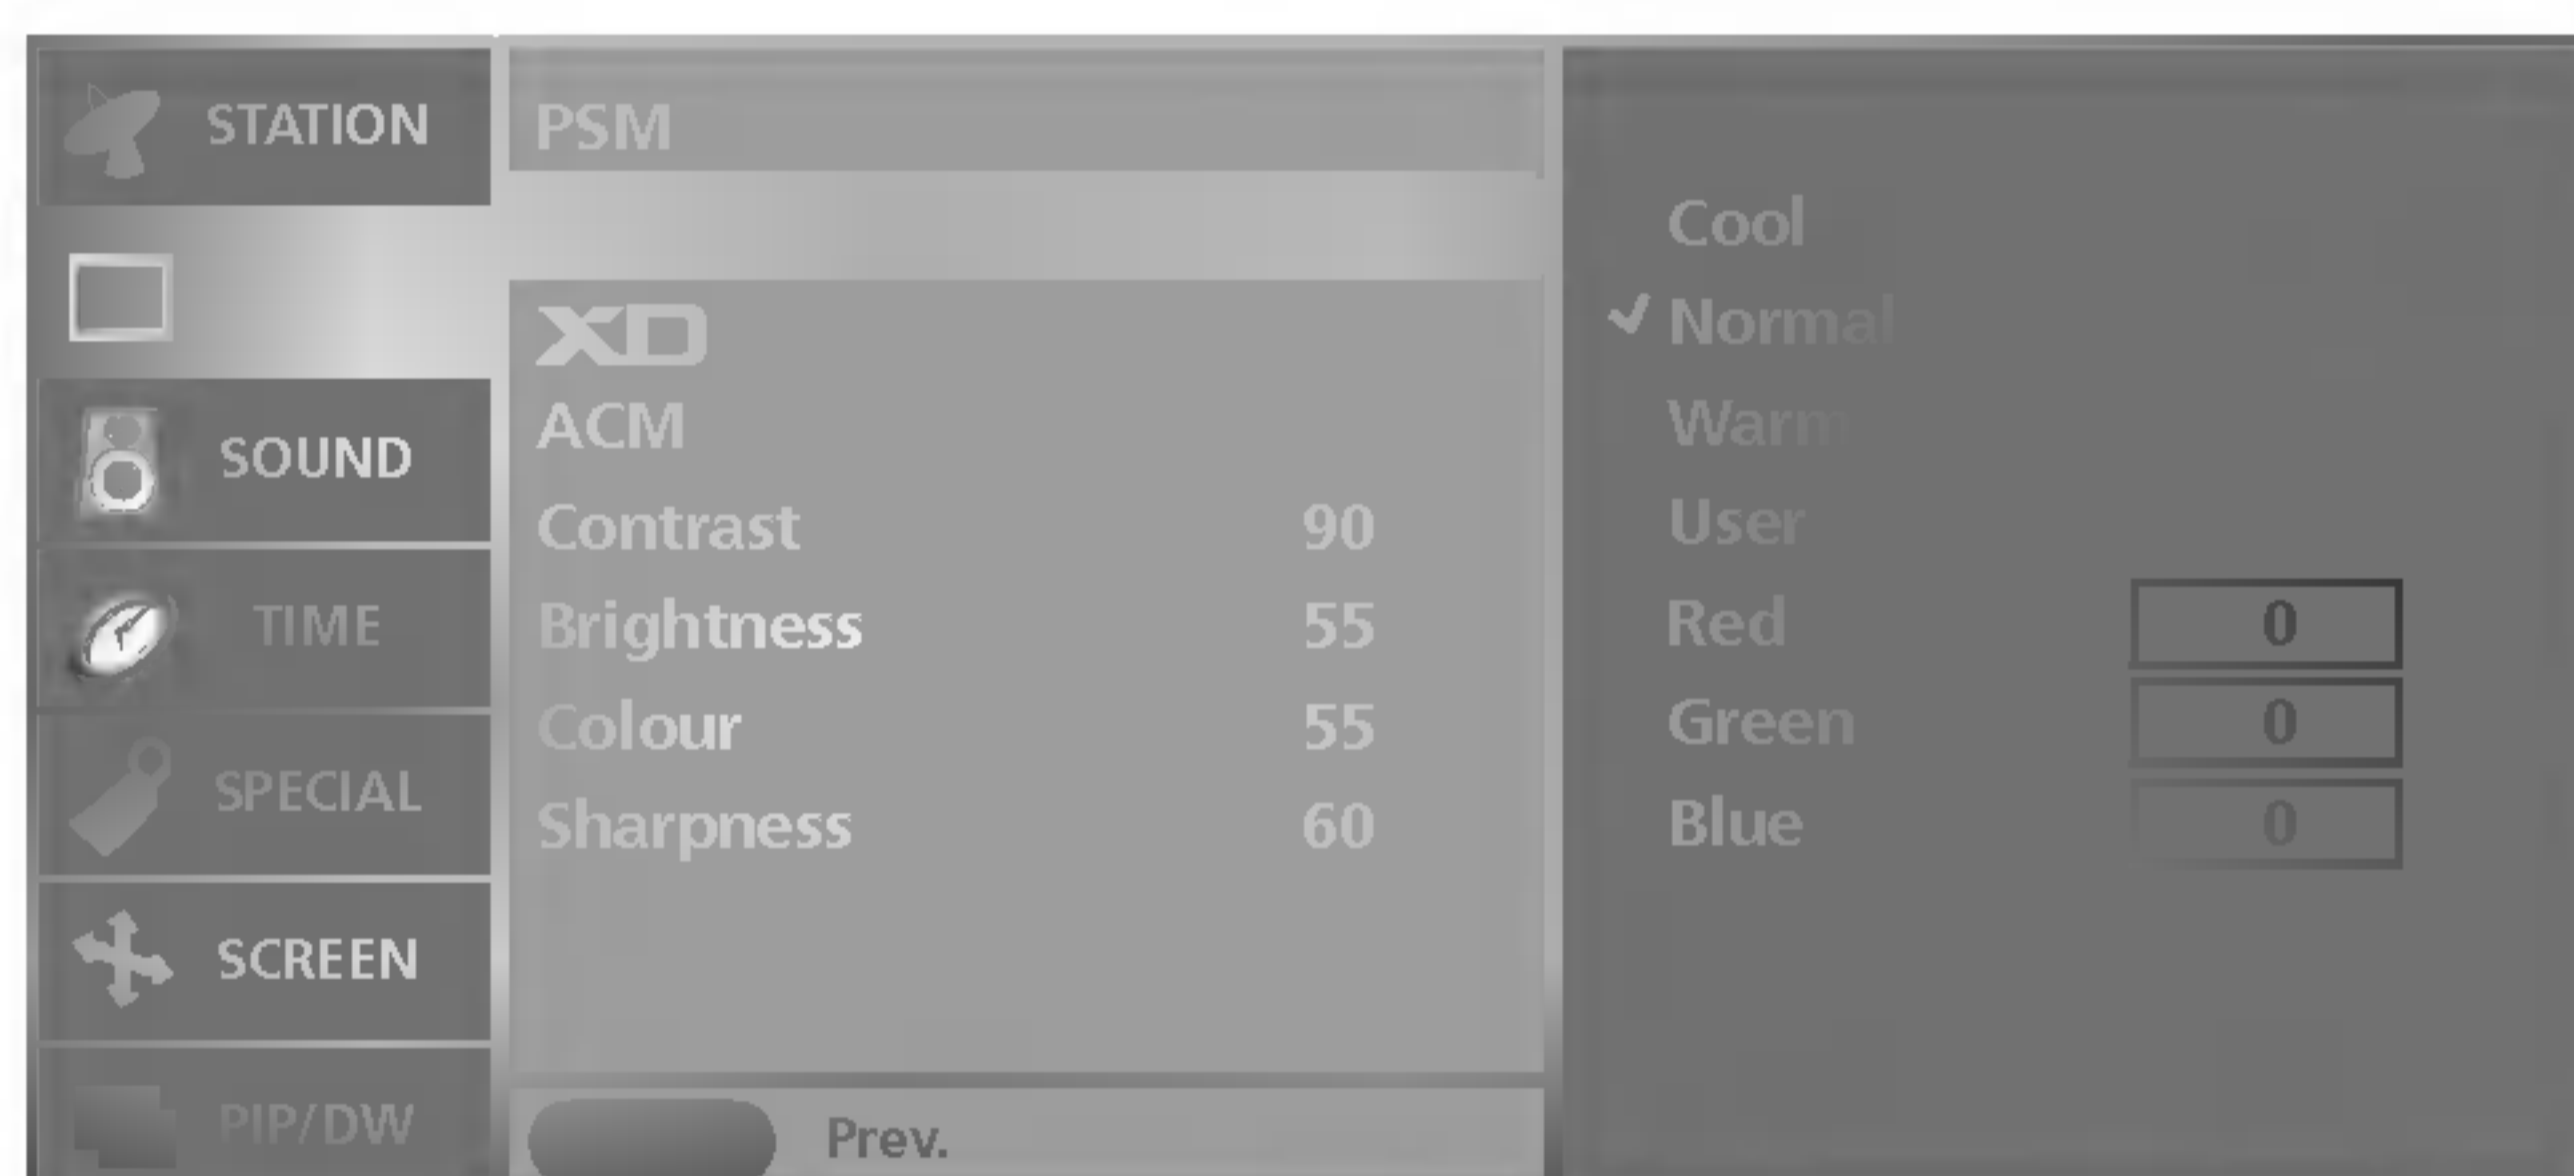 STATION
SOUND
TIME
SPECIAL
SCREEN
PIP/DW
PSM
XD
ACM
Contrast 90
Brightness 55
Colour 55
Sharpness 60
Prev.
Cool
✓ Normal
Warm
User
Red 0
Green 0
Blue 0